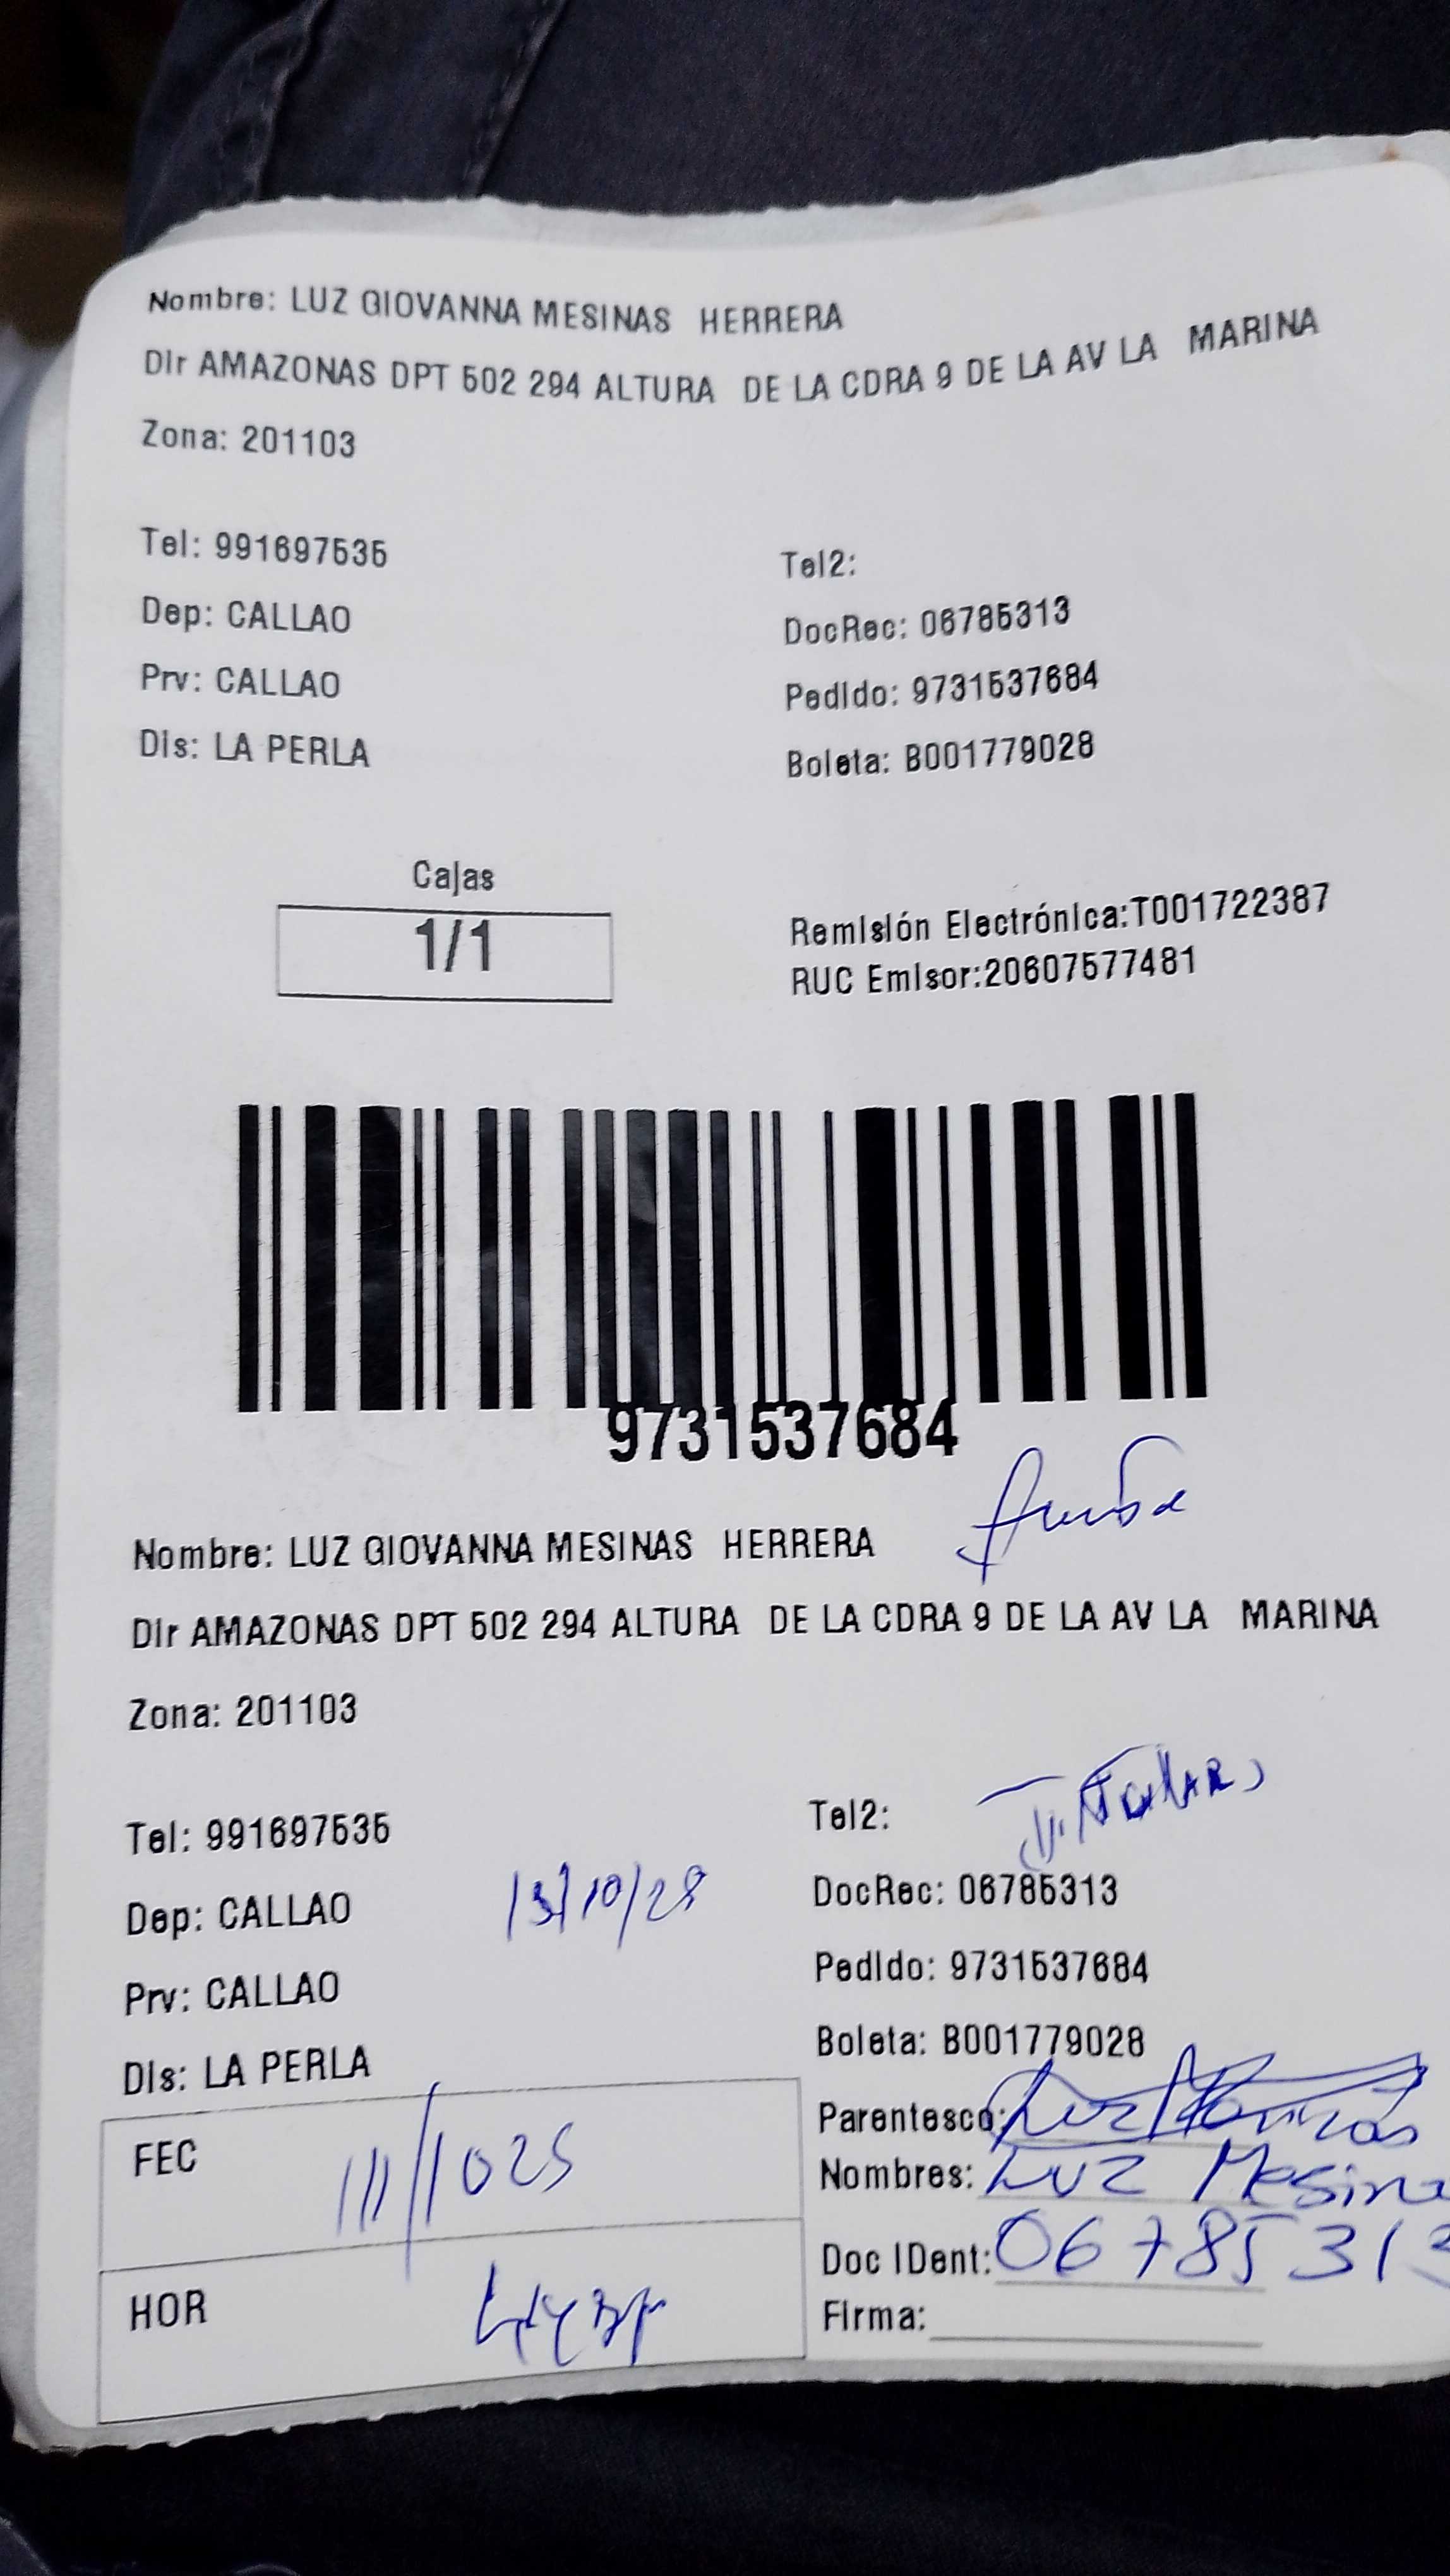 Nombre: LUZ GIOVANNA MESINAS HERRERA
Dir AMAZONAS DPT 502 294 ALTURA DE LA CDRA 9 DE LA AV LA MARINA
Zona: 201103
Tel: 991697535
Tel2:
Dep: CALLAO
DocRec: 06785313
Prv: CALLAO
Pedido: 9731537684
Dis: LA PERLA
Boleta: B001779028
Cajas
1/1
Remisión Electrónica:T001722387
RUC Emisor:20607577481
9731537684
Nombre: LUZ GIOVANNA MESINAS HERRERA
Dir AMAZONAS DPT 502 294 ALTURA DE LA CDRA 9 DE LA AV LA MARINA
Zona: 201103
Tel: 991697535
Tel2:
Dep: CALLAO
DocRec: 06785313
Prv: CALLAO
Pedido: 9731537684
Dis: LA PERLA
Boleta: B001779028
FEC
Parentesco:
Nombres: Luz
Doc IDent: 06785313
HOR
Firma: